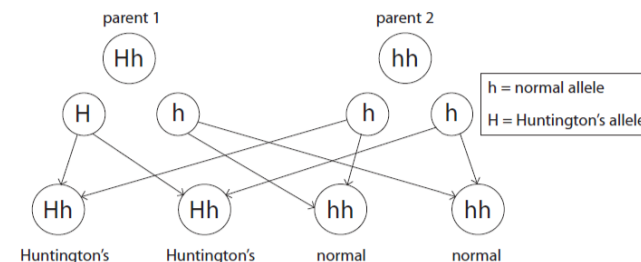 parent 1 parent 2
Hh hh
h = normal allele
H h h h
H = Huntington's allele
Hh Hh hh hh
Huntington's Huntington's normal normal